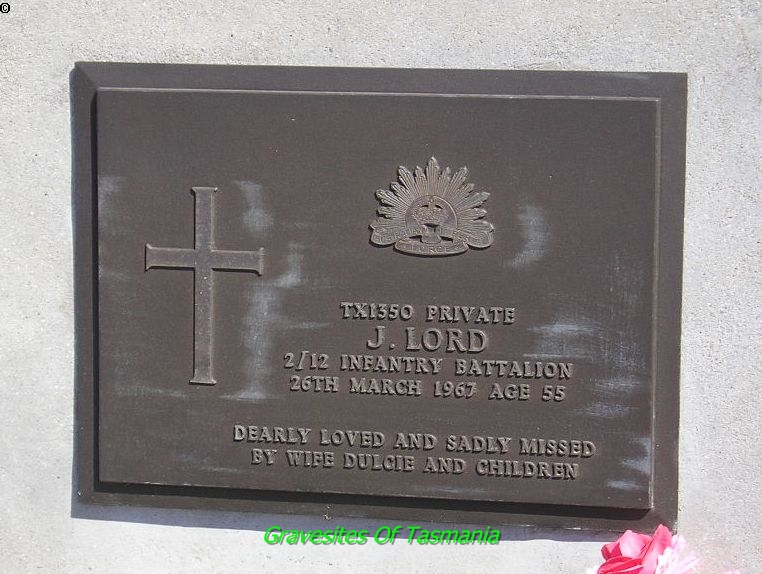 ©
TX1350 PRIVATE
J. LORD
2/12 INFANTRY BATTALION
26TH MARCH 1967 AGE 55
DEARLY LOVED AND SADLY MISSED
BY WIFE DULCIE AND CHILDREN
Gravesites Of Tasmania